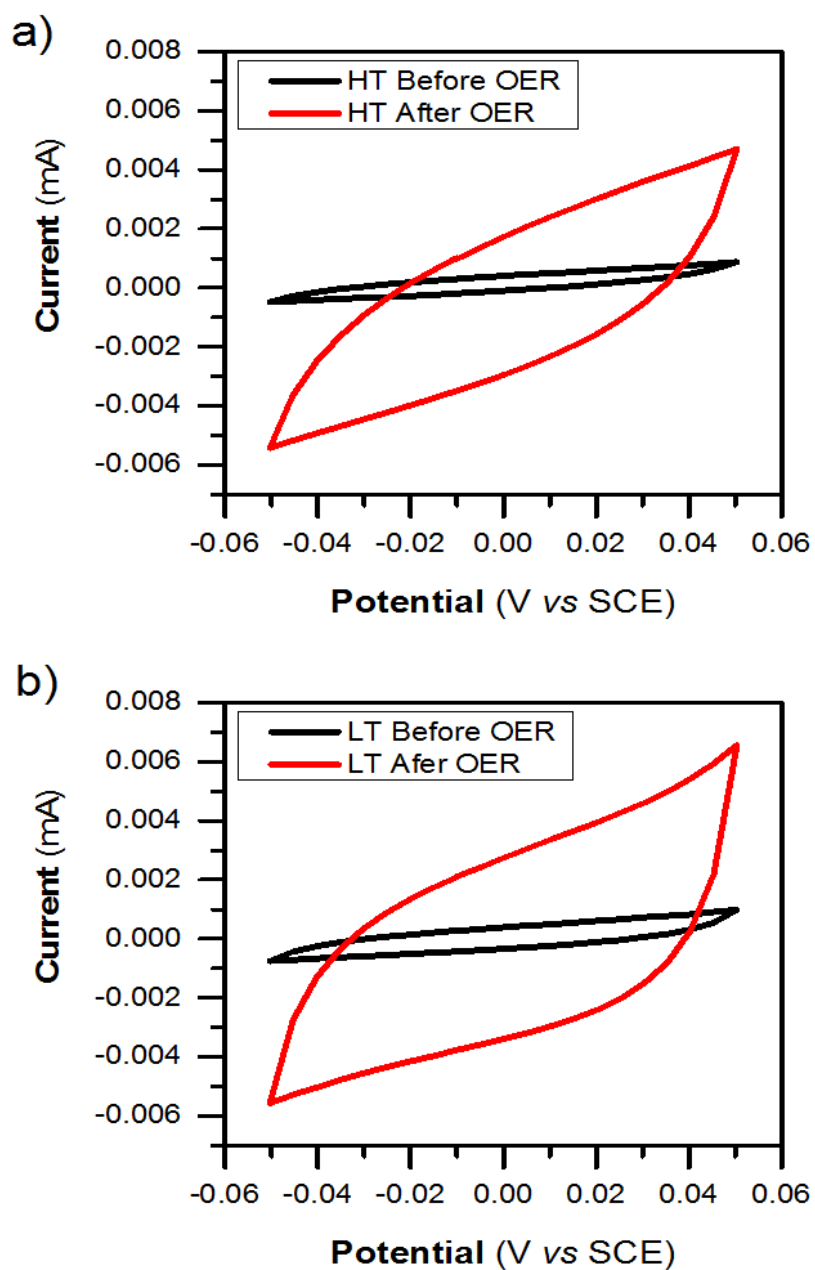 a)
HT Before OER
HT After OER
0.008
0.006
0.004
0.002
0.000
-0.002
-0.004
-0.006
Current (mA)
-0.06 -0.04 -0.02 0.00 0.02 0.04 0.06
Potential (V vs SCE)
b)
LT Before OER
LT Afer OER
0.008
0.006
0.004
0.002
0.000
-0.002
-0.004
-0.006
Current (mA)
-0.06 -0.04 -0.02 0.00 0.02 0.04 0.06
Potential (V vs SCE)